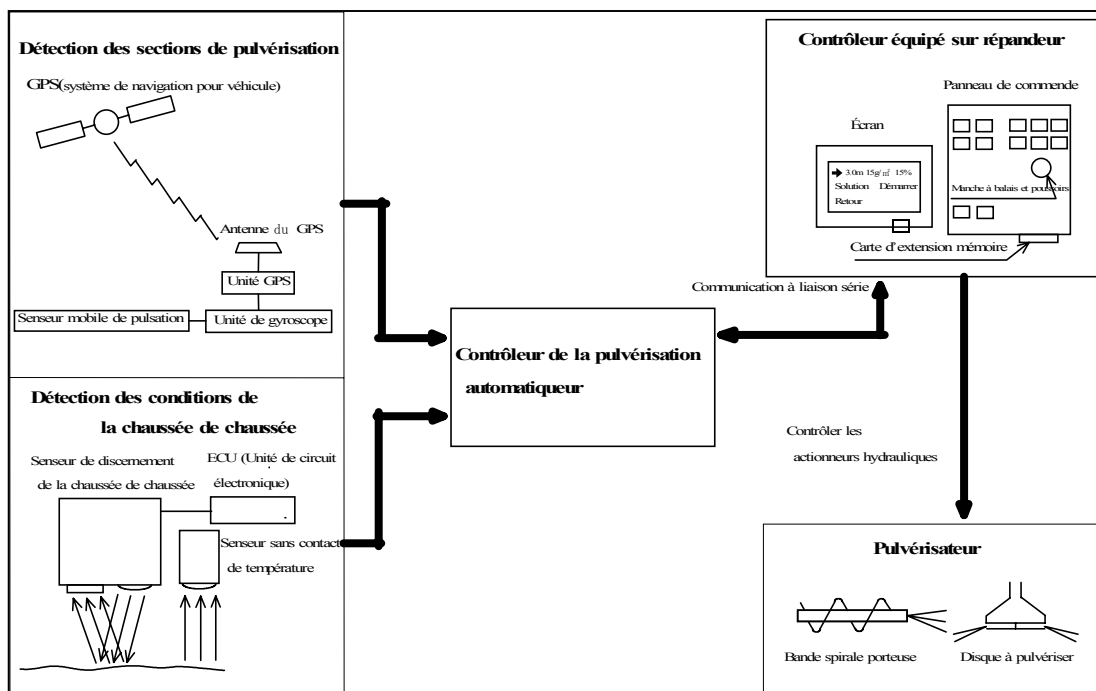 Détection des sections de pulvérisation
GPS(système de navigation pour véhicule)
Antenne du GPS
Unité GPS
Senseur mobile de pulsation
Unité de gyroscope
Détection des conditions de
la chaussée de chaussée
Senseur de discernement
de la chaussée de chaussée
ECU (Unité de circuit
électronique)
Senseur sans contact
de température
Contrôleur de la pulvérisation
automatiqueur
Contrôleur équipé sur répandeur
Panneau de commende
Écran
➔ 3.0m 15g/㎡ 15%
Solution Démarrer
Retour
Manche à balais et poussoirs
Carte d'extension mémoire
Communication à liaison série
Contrôler les
actionneurs hydrauliques
Pulvérisateur
Bande spirale porteuse
Disque à pulvériser